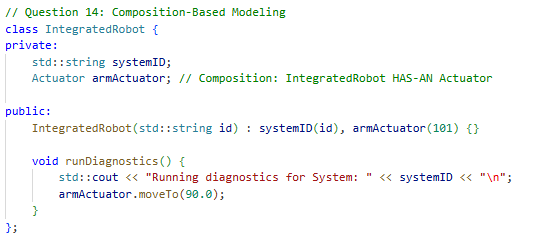 // Question 14: Composition-Based Modeling
class IntegratedRobot {
private:
    std::string systemID;
    Actuator armActuator; // Composition: IntegratedRobot HAS-AN Actuator

public:
    IntegratedRobot(std::string id) : systemID(id), armActuator(101) {}

    void runDiagnostics() {
        std::cout << "Running diagnostics for System: " << systemID << "\n";
        armActuator.moveTo(90.0);
    }
};